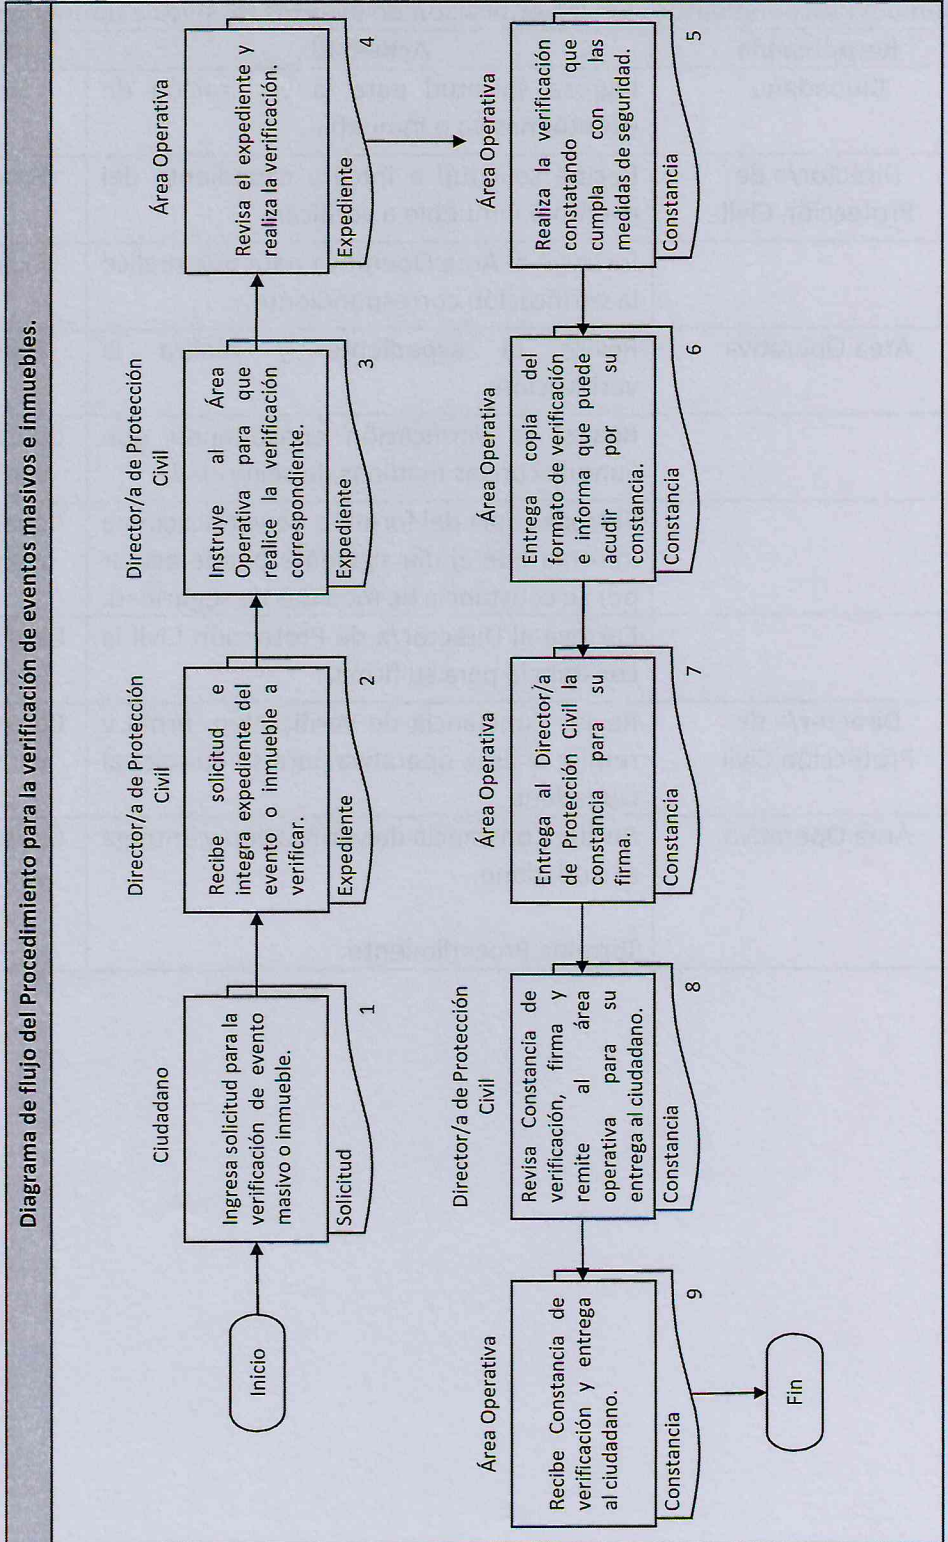 Diagrama de flujo del Procedimiento para la verificación de eventos masivos e inmuebles.
Inicio
Ciudadano
Ingresa solicitud para la
verificación de evento
masivo o inmueble.
Solicitud
1
Director/a de Protección
Civil
Recibe solicitud e
integra expediente del
evento o inmueble a
verificar.
Expediente
2
Director/a de Protección
Civil
Instruye al Área
Operativa para que
realice la verificación
correspondiente.
Expediente
3
Área Operativa
Revisa el expediente y
realiza la verificación.
Expediente
4
Área Operativa
Realiza la verificación
constatando que
cumpla con las
medidas de seguridad.
Constancia
5
Área Operativa
Entrega copia del
formato de verificación
informa que puede
acudir por su
constancia.
Constancia
6
Área Operativa
Entrega al Director/a
de Protección Civil la
constancia para su
firma.
Constancia
7
Director/a de Protección
Civil
Revisa Constancia de
verificación, firma y
remite al área
operativa para su
entrega al ciudadano.
Constancia
8
Área Operativa
Recibe Constancia de
verificación y entrega
al ciudadano.
Constancia
9
Fin